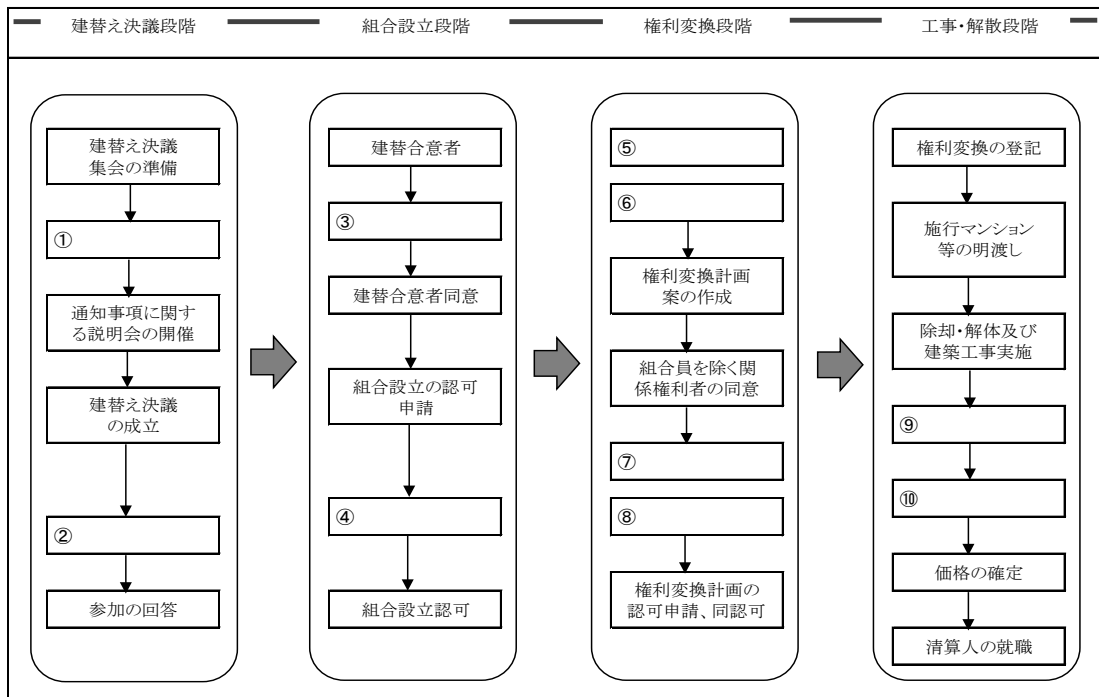 建替え決議段階
組合設立段階
権利変換段階
工事・解散段階
建替え決議
集会の準備
①
通知事項に関す
る説明会の開催
建替え決議
の成立
②
参加の回答
建替合意者
③
建替合意者同意
組合設立の認可
申請
④
組合設立認可
⑤
⑥
権利変換計画
案の作成
組合員を除く関
係権利者の同意
⑦
⑧
権利変換計画の
認可申請、同認可
権利変換の登記
施行マンション
等の明渡し
除却・解体及び
建築工事実施
⑨
⑩
価格の確定
清算人の就職